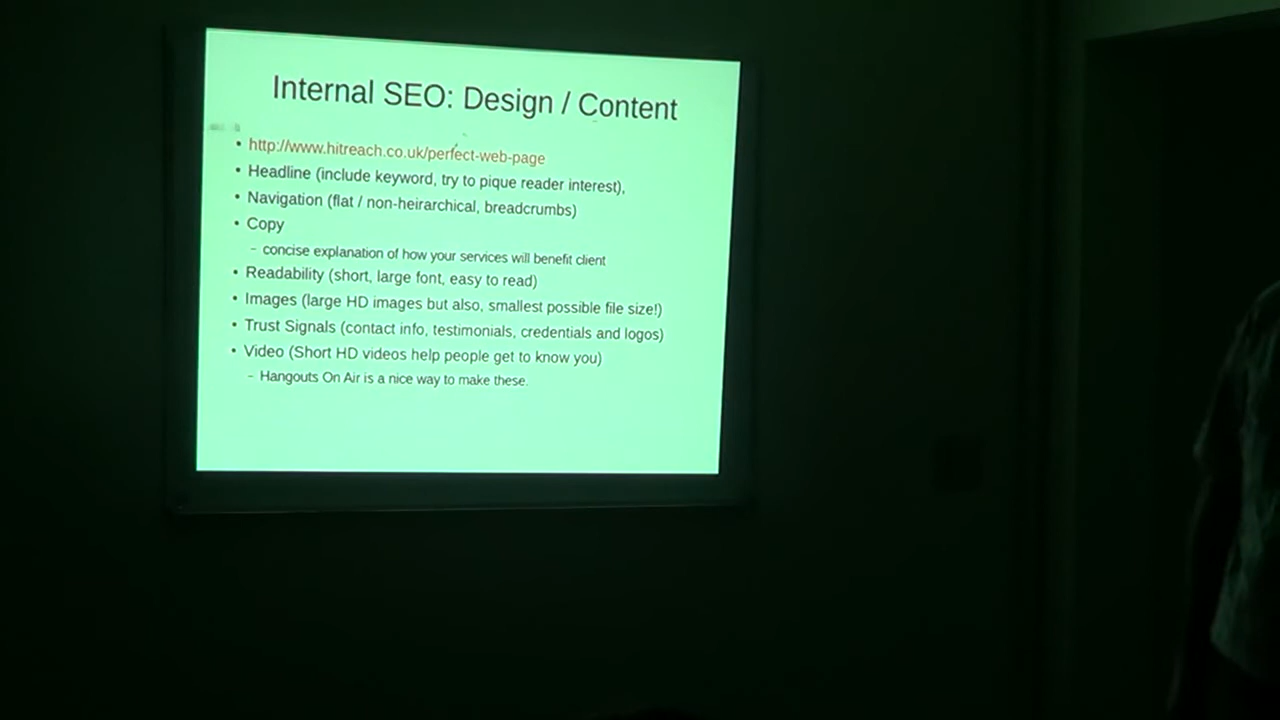 Internal SEO: Design / Content
• http://www.hitreach.co.uk/perfect-web-page
• Headline (include keyword, try to pique reader interest),
• Navigation (flat / non-heirarchical, breadcrumbs)
• Copy
– concise explanation of how your services will benefit client
• Readability (short, large font, easy to read)
• Images (large HD images but also, smallest possible file size!)
• Trust Signals (contact info, testimonials, credentials and logos)
• Video (Short HD videos help people get to know you)
– Hangouts On Air is a nice way to make these.